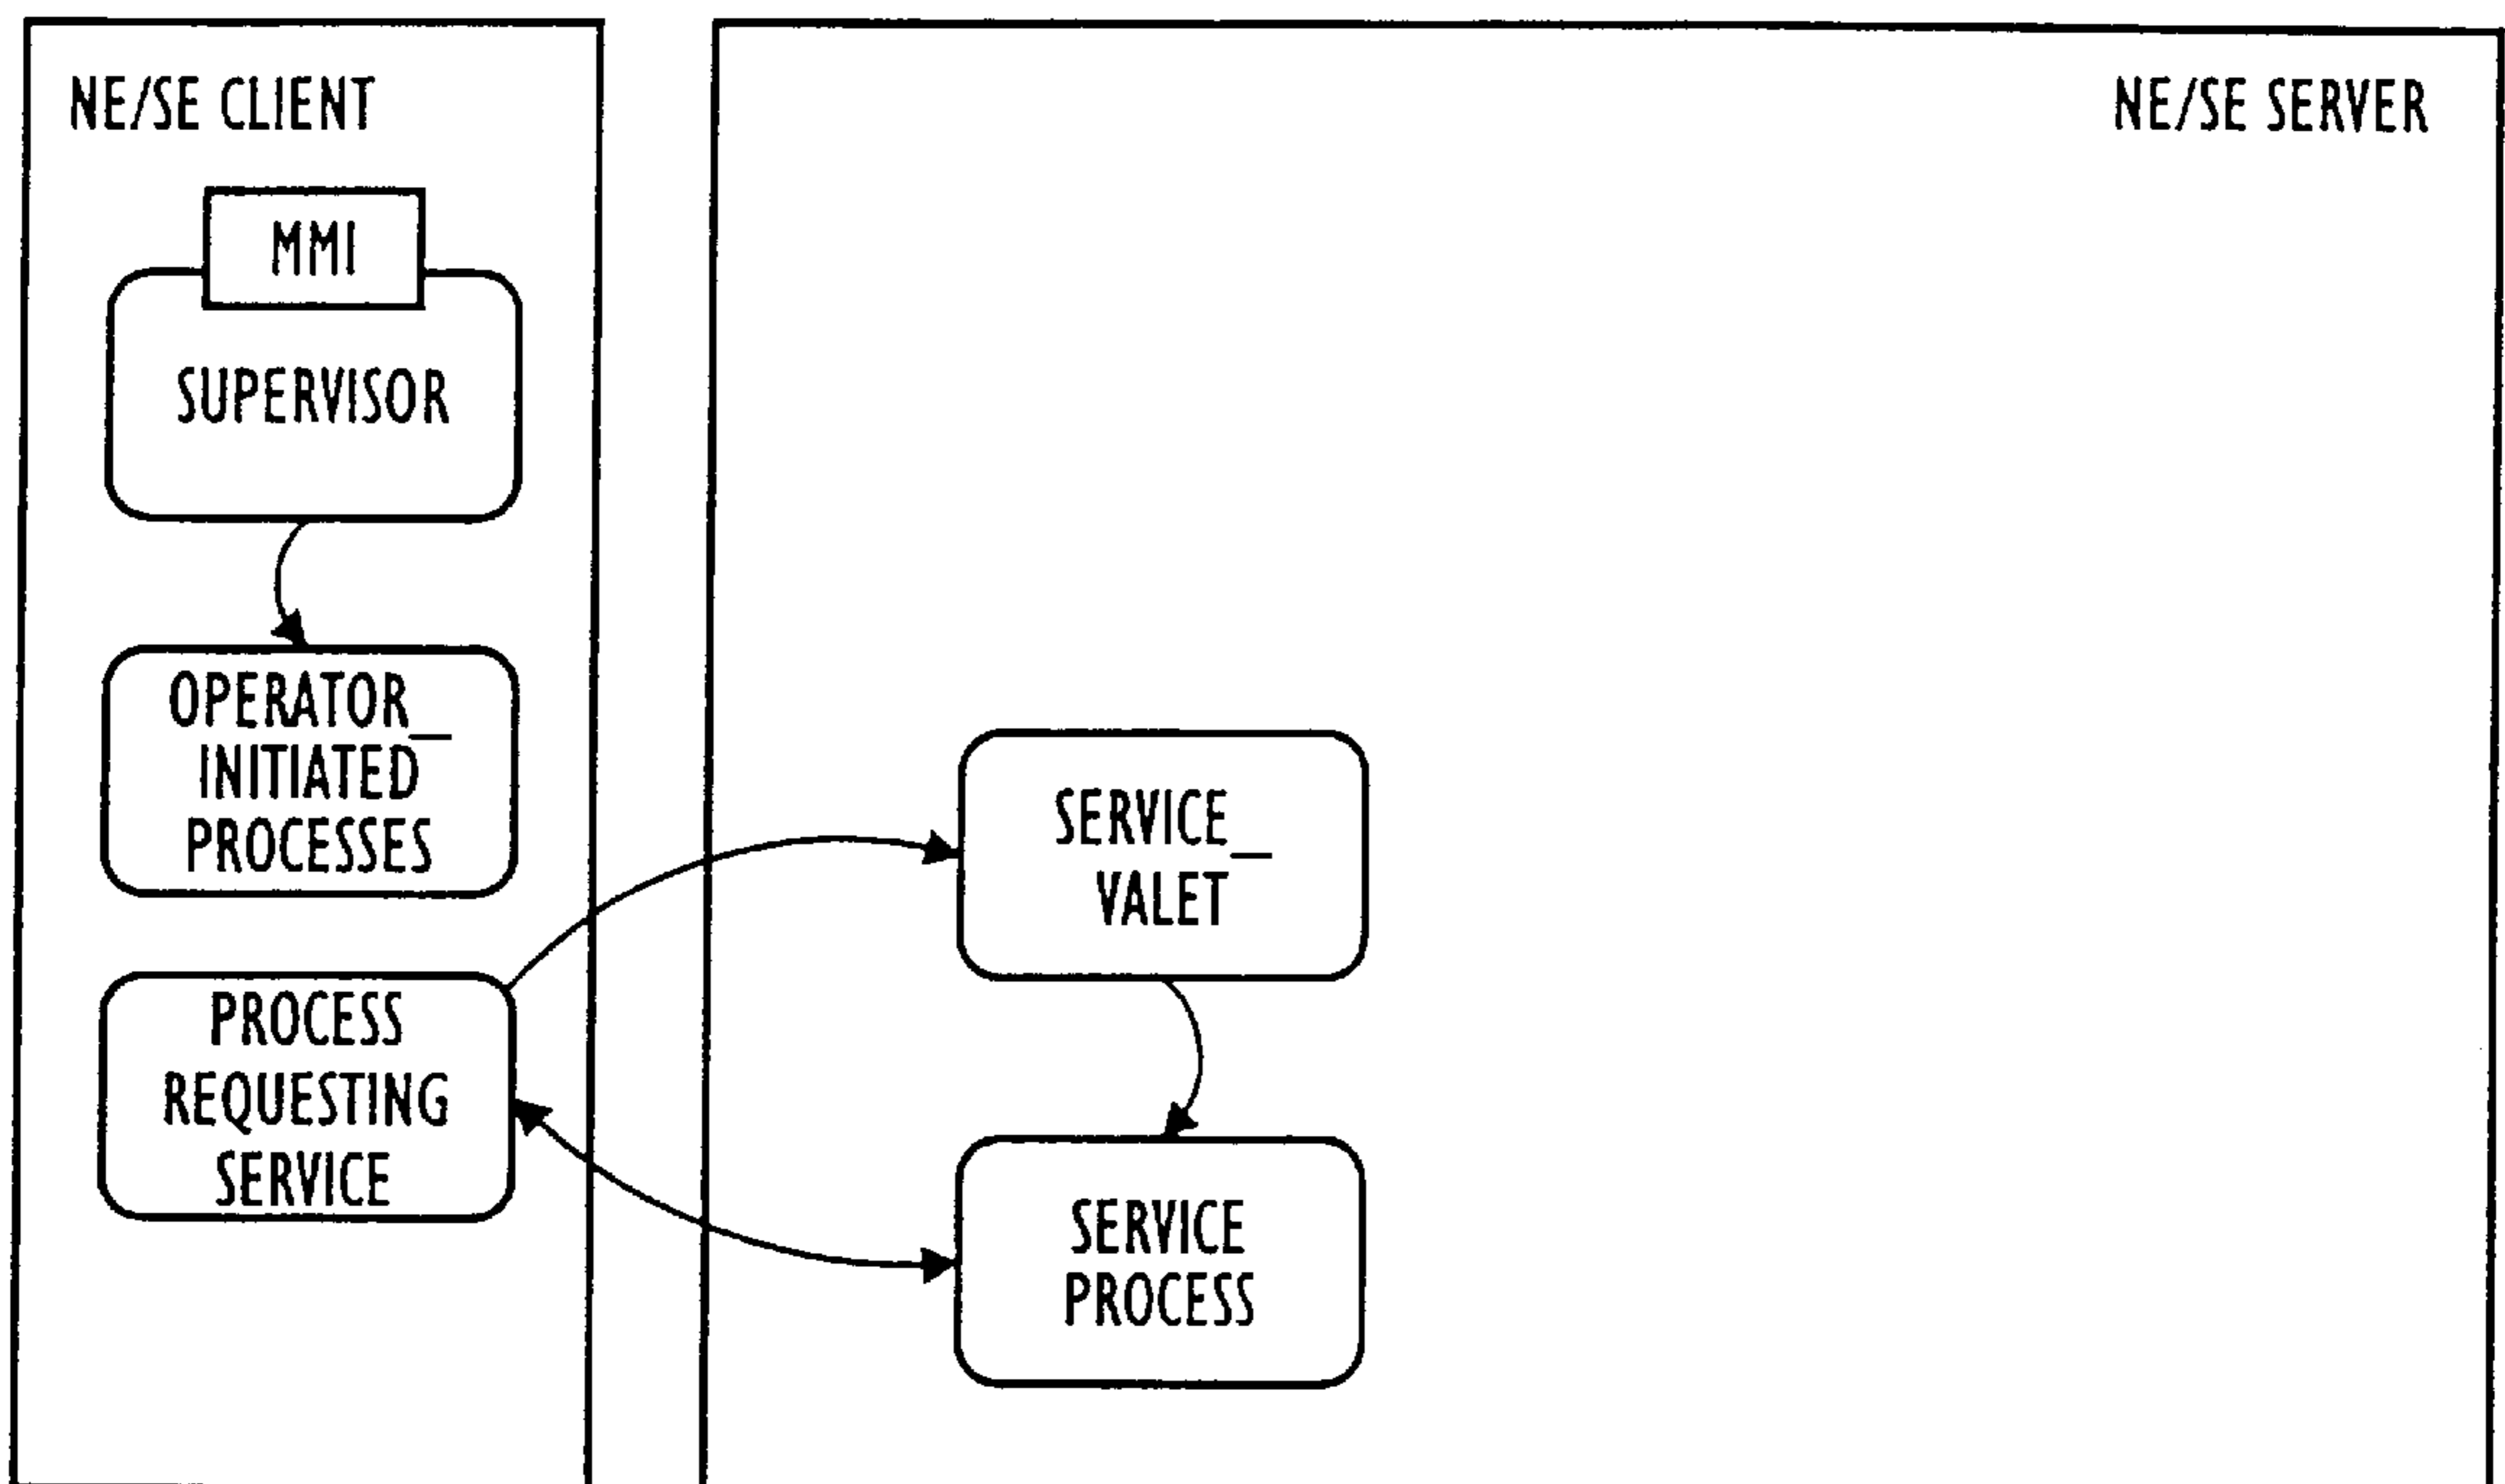 NE/SE CLIENT
NE/SE SERVER
MMI
SUPERVISOR
OPERATOR_
INITIATED
PROCESSES
SERVICE_
VALET
PROCESS
REQUESTING
SERVICE
SERVICE
PROCESS